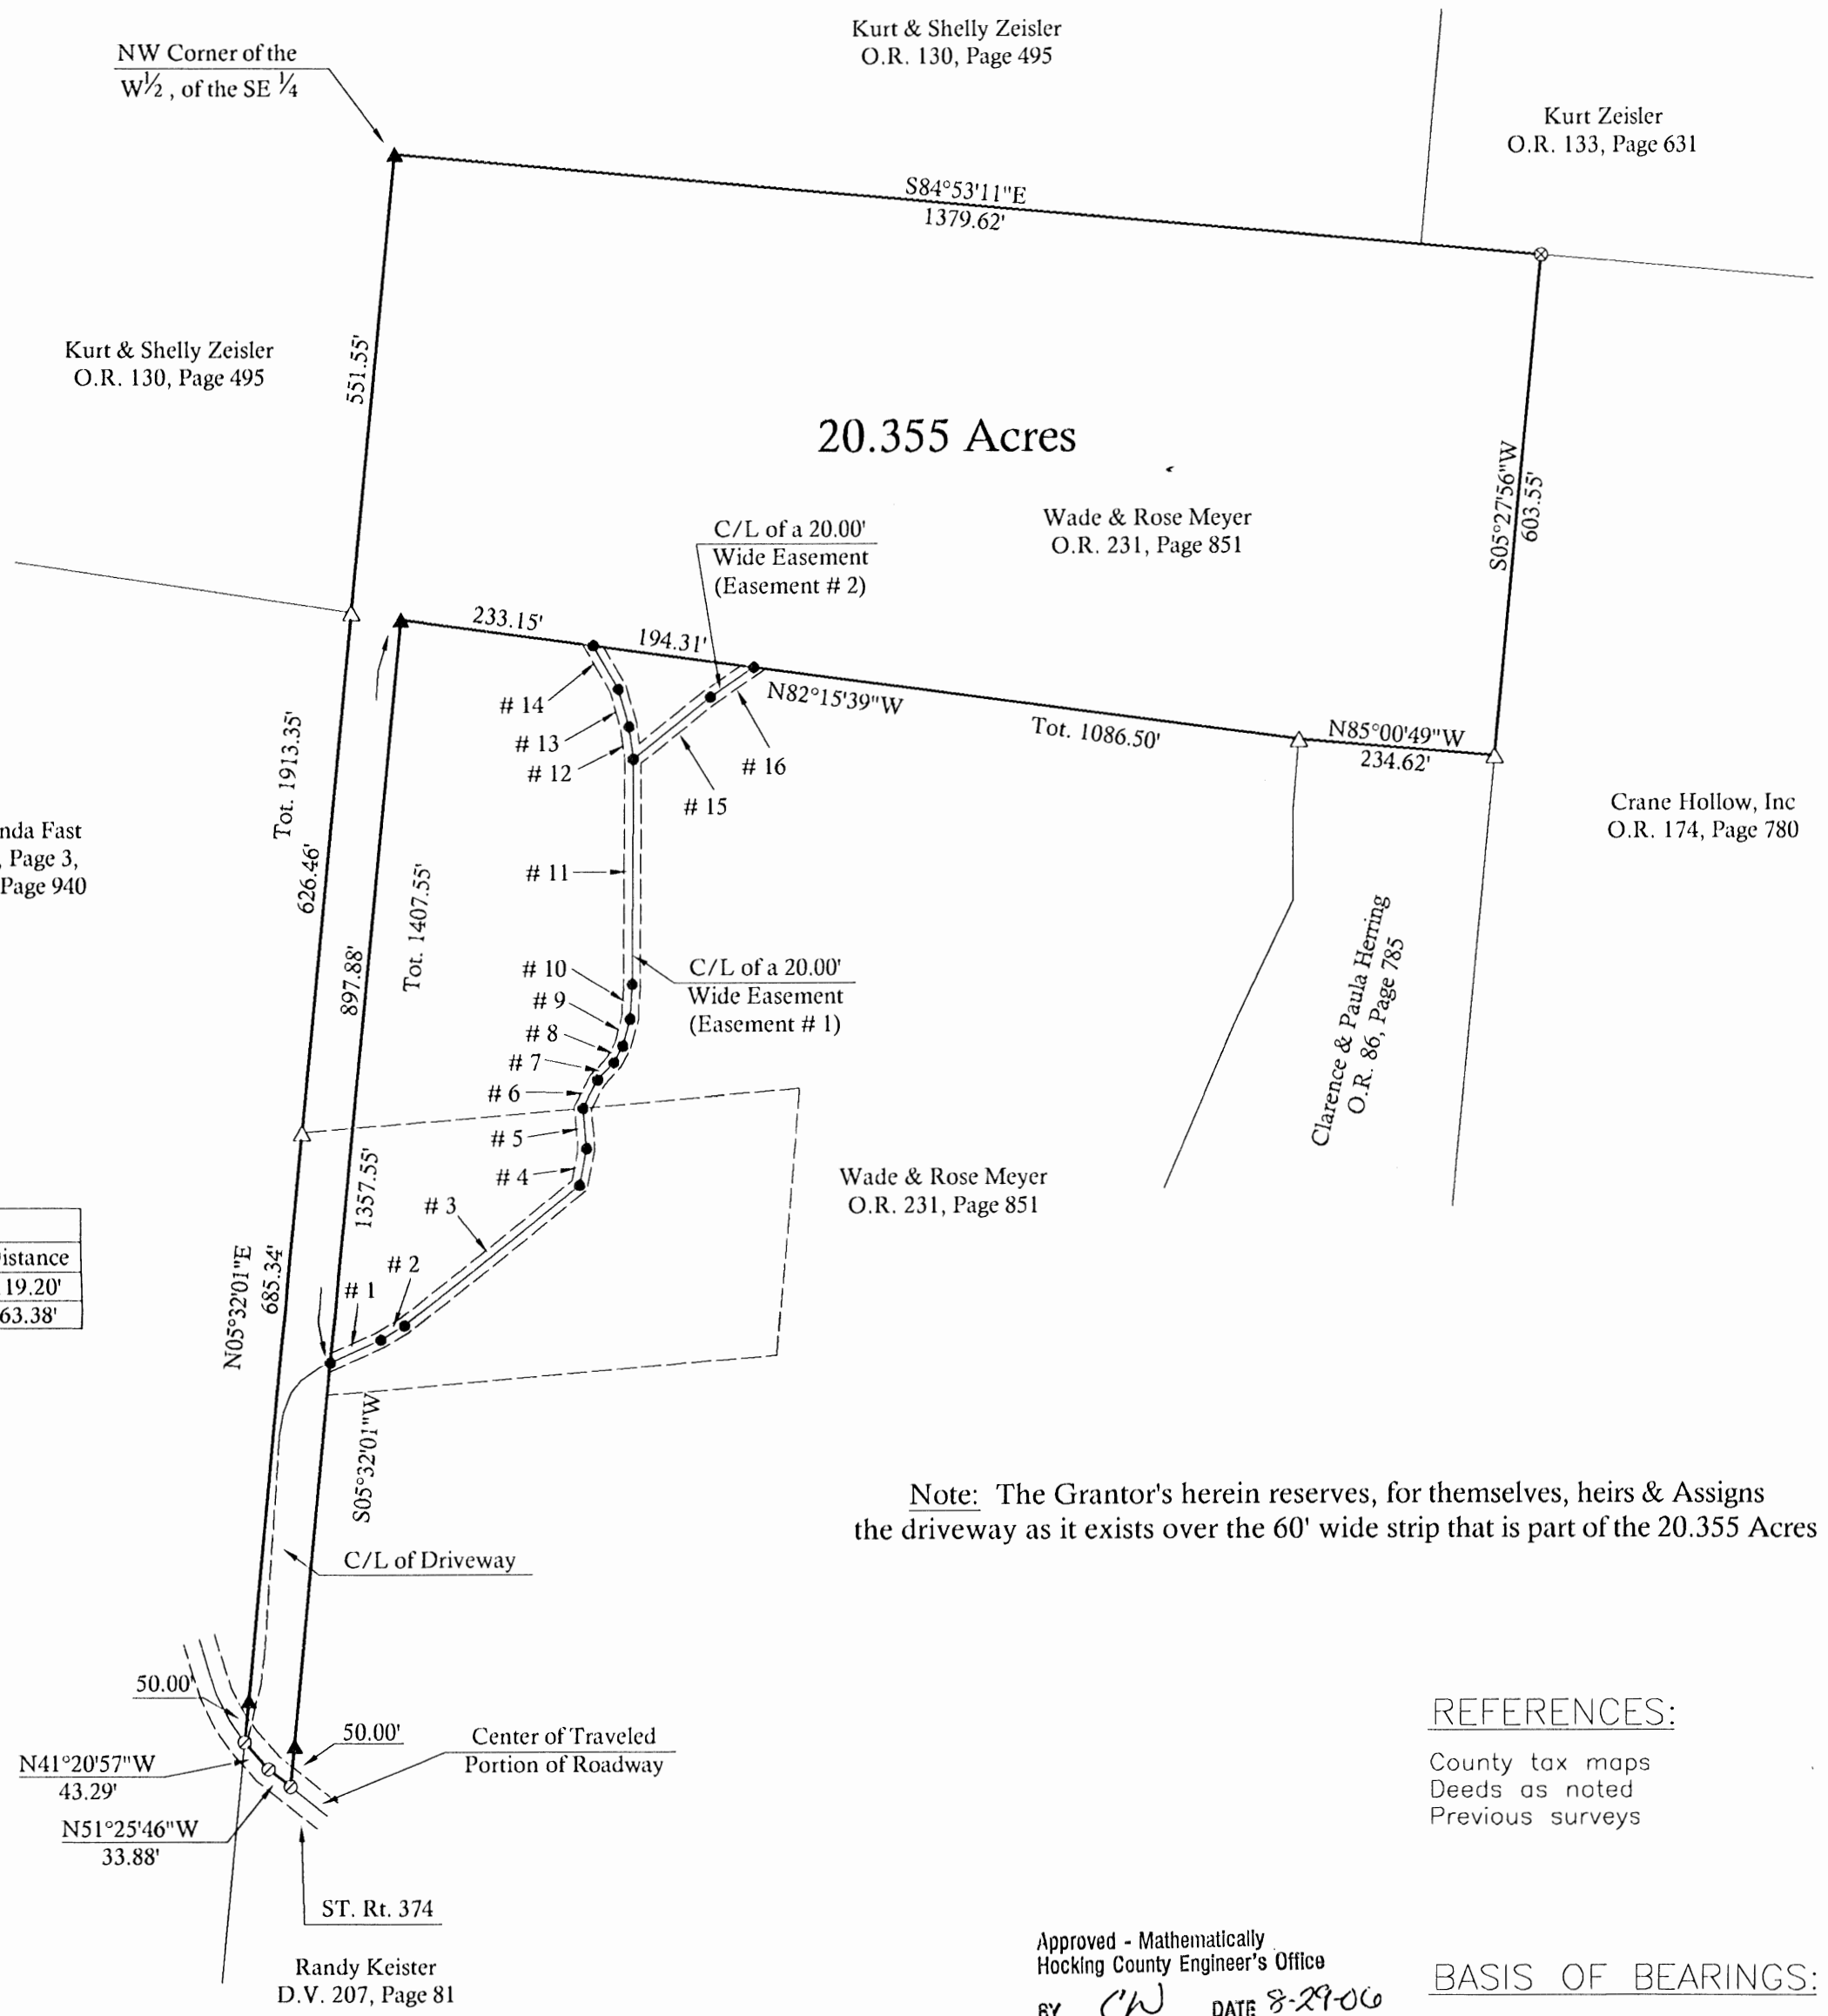 Kurt & Shelly Zeisler
O.R. 130, Page 495
NW Corner of the
W½ , of the SE ¼
Kurt Zeisler
O.R. 133, Page 631
S84°53'11"E
1379.62'
Kurt & Shelly Zeisler
O.R. 130, Page 495
551.55'
20.355 Acres
S05°27'56"W
603.55'
Wade & Rose Meyer
O.R. 231, Page 851
C/L of a 20.00'
Wide Easement
(Easement # 2)
233.15'
194.31'
N82°15'39"W
Tot. 1086.50'
N85°00'49"W
234.62'
# 14
# 13
# 12
# 16
# 15
Tot. 1913.35'
626.46'
nda Fast
, Page 3,
Page 940
Crane Hollow, Inc
O.R. 174, Page 780
# 11
Tot. 1407.55'
897.88'
Clarence & Paula Herring
O.R. 86, Page 785
# 10
# 9
# 8
# 7
# 6
C/L of a 20.00'
Wide Easement
(Easement # 1)
# 5
# 4
# 3
# 2
# 1
1357.55'
Wade & Rose Meyer
O.R. 231, Page 851
istance
19.20'
63.38'
N05°32'01"E
685.34'
S05°32'01"W
Note: The Grantor's herein reserves, for themselves, heirs & Assigns
the driveway as it exists over the 60' wide strip that is part of the 20.355 Acres
C/L of Driveway
50.00'
50.00'
Center of Traveled
Portion of Roadway
N41°20'57"W
43.29'
N51°25'46"W
33.88'
ST. Rt. 374
Randy Keister
D.V. 207, Page 81
REFERENCES:
County tax maps
Deeds as noted
Previous surveys
Approved - Mathematically
Hocking County Engineer's Office
BY CW DATE 8-29-06
BASIS OF BEARINGS: